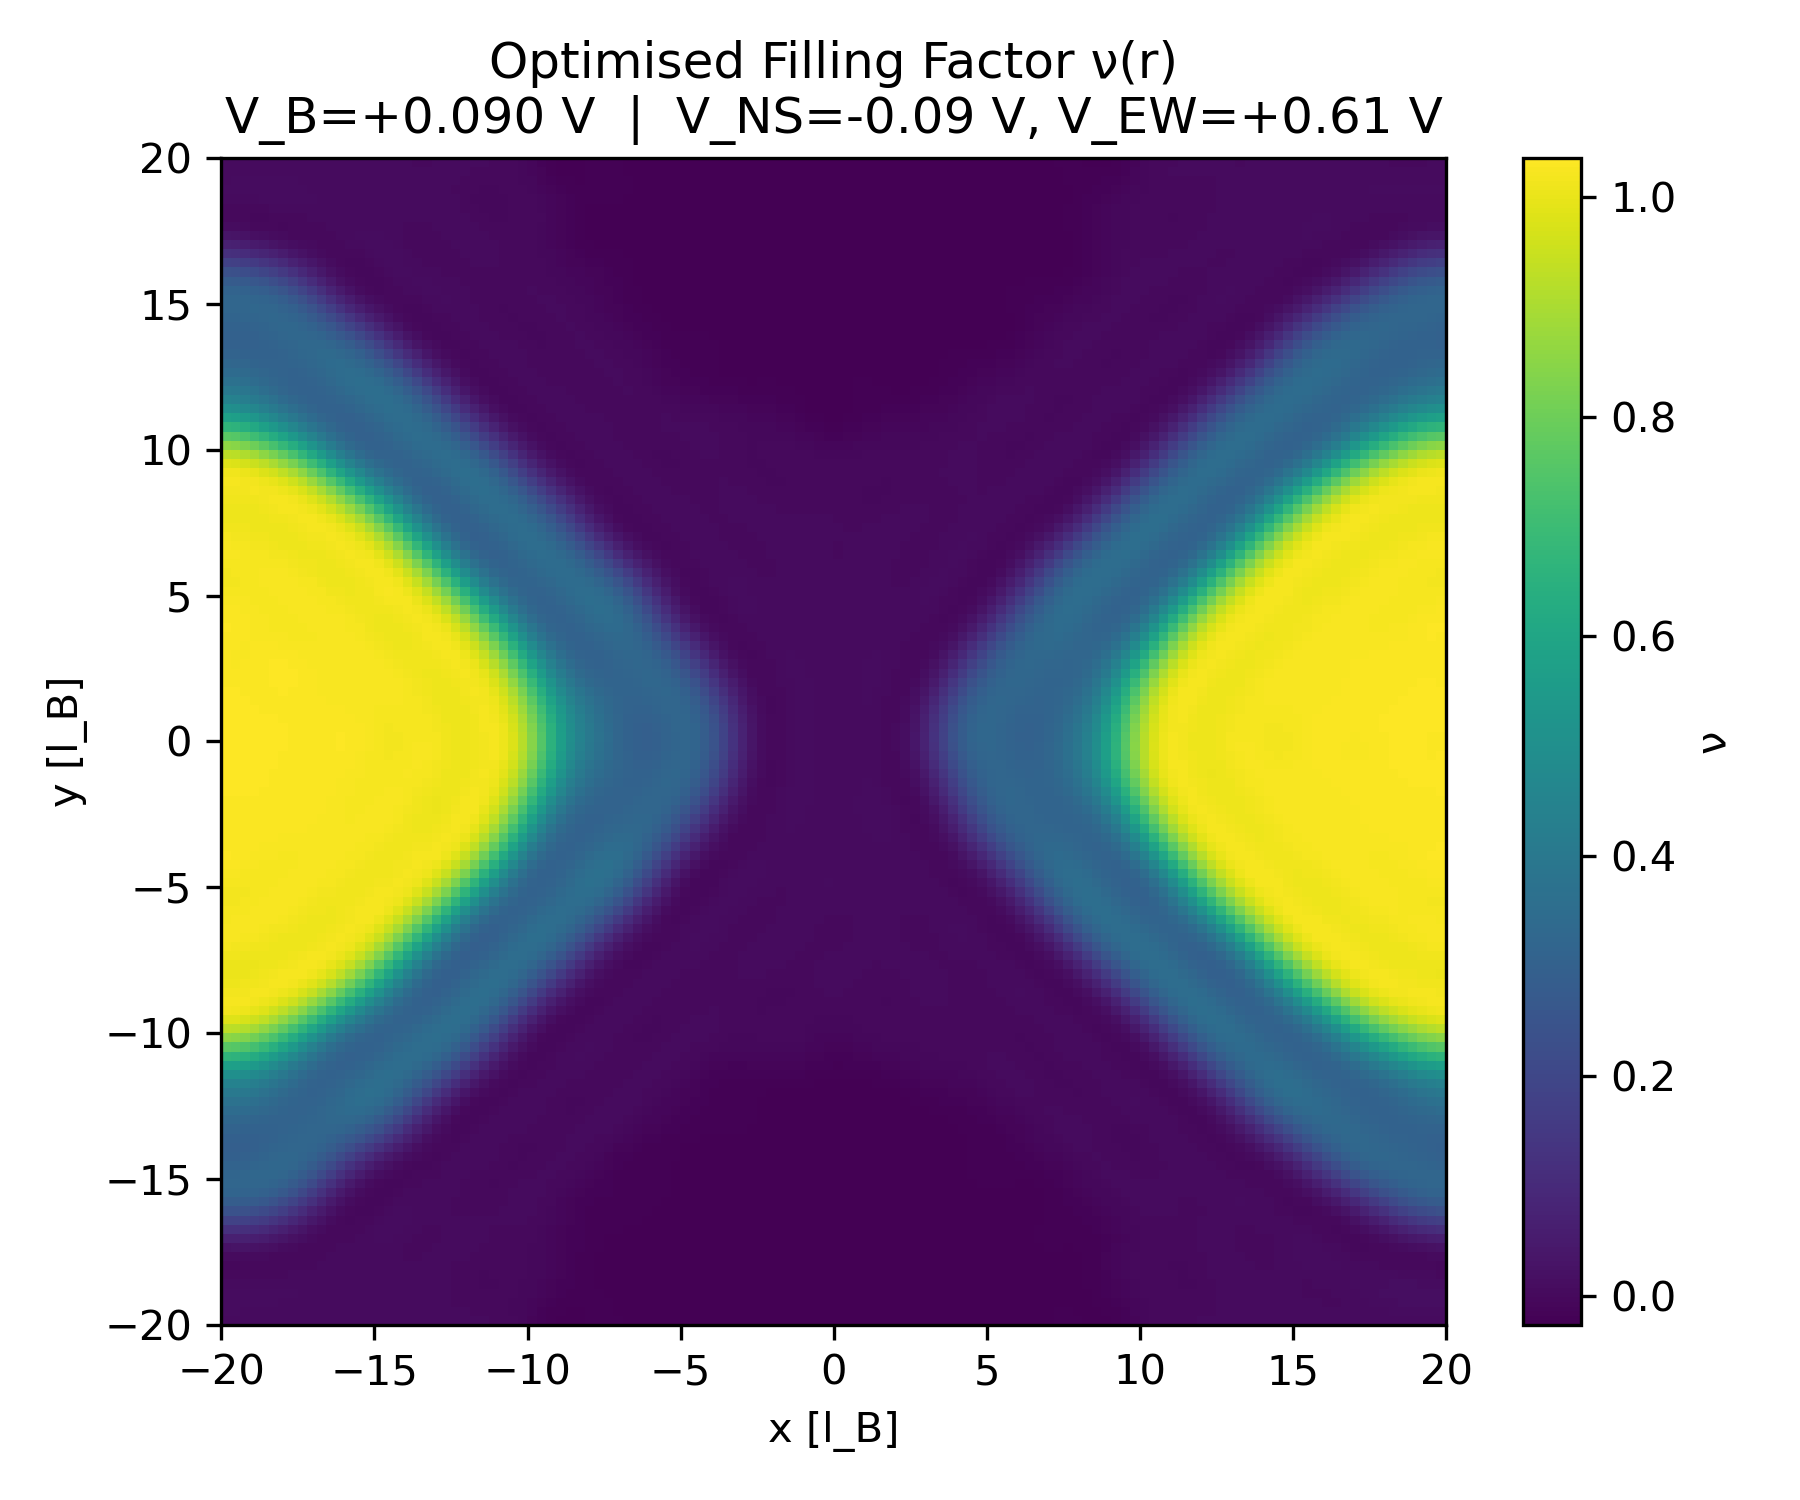 Optimised Filling Factor ν(r)
V_B=+0.090 V | V_NS=-0.09 V, V_EW=+0.61 V
20
15
10
5
0
−5
−10
−15
−20
y [l_B]
−20 −15 −10 −5 0 5 10 15 20
x [l_B]
1.0
0.8
0.6
0.4
0.2
0.0
ν